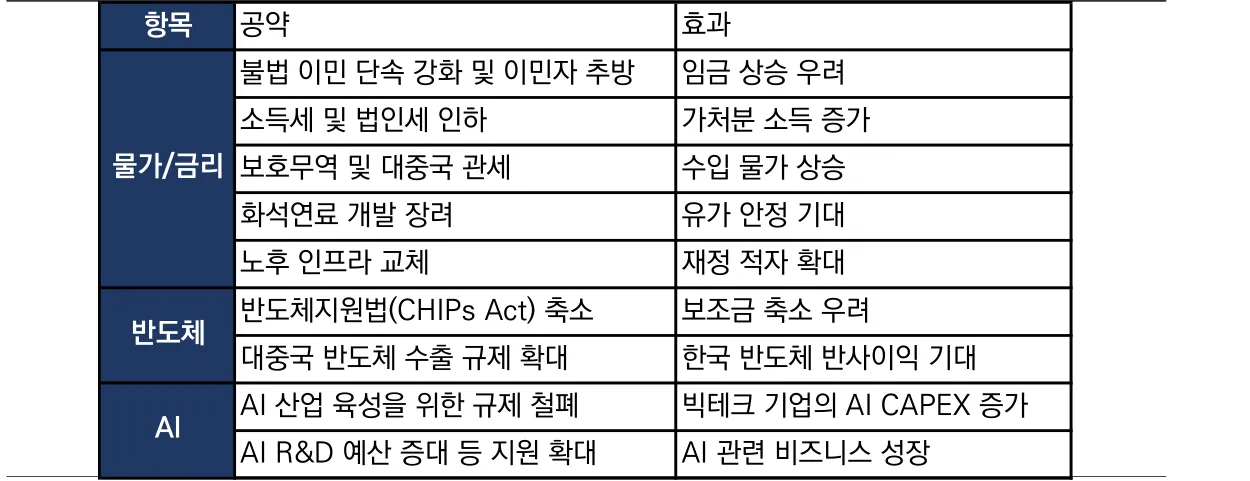 항목 공약 효과
물가/금리
불법 이민 단속 강화 및 이민자 추방 임금 상승 우려
소득세 및 법인세 인하 가처분 소득 증가
보호무역 및 대중국 관세 수입 물가 상승
화석연료 개발 장려 유가 안정 기대
노후 인프라 교체 재정 적자 확대
반도체
반도체지원법(CHIPs Act) 축소 보조금 축소 우려
대중국 반도체 수출 규제 확대 한국 반도체 반사이익 기대
AI
AI 산업 육성을 위한 규제 철폐 빅테크 기업의 AI CAPEX 증가
AI R&D 예산 증대 등 지원 확대 AI 관련 비즈니스 성장